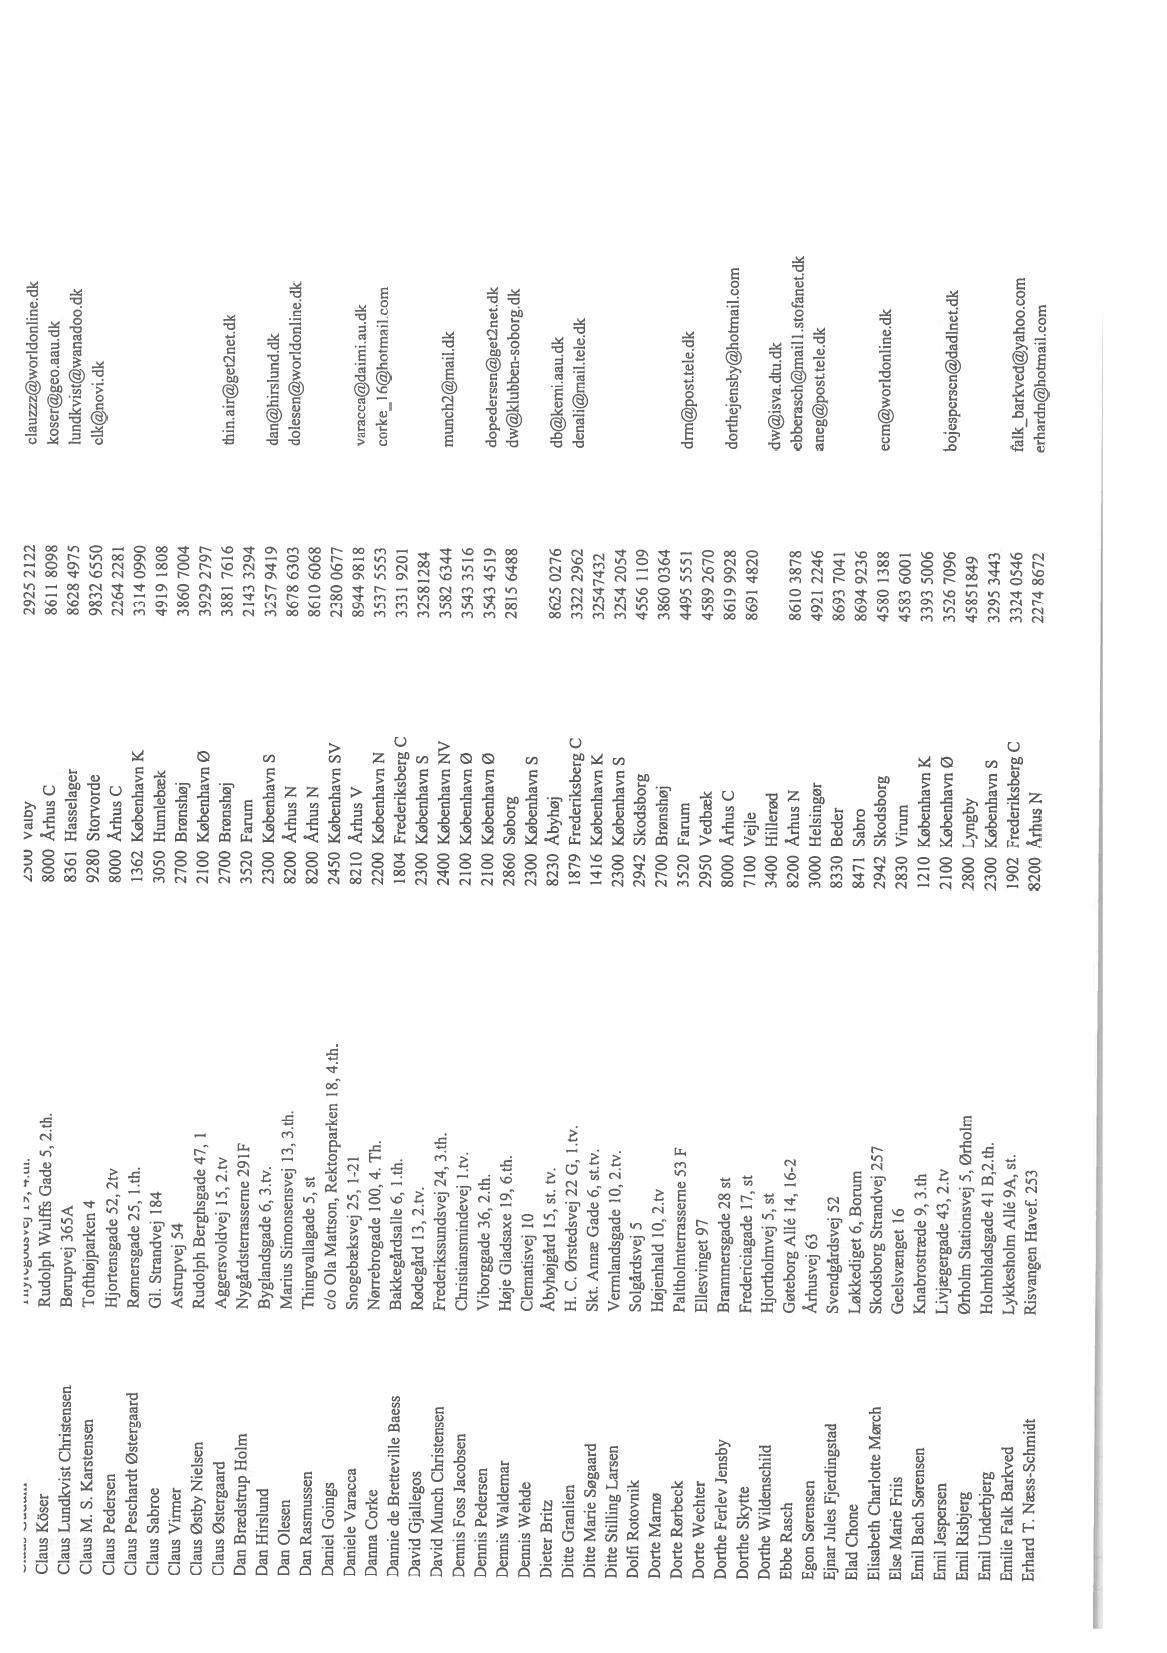 2500 Valby 2925 2122 clauzzz@worldonline.dk
Claus Köser Rudolph Wulffs Gade 5, 2.th. 8000 Århus C 8611 8098 koser@geo.aau.dk
Claus Lundkvist Christensen Børupvej 365A 8361 Hasselager 8628 4975 lundkvist@wanadoo.dk
Claus M. S. Karstensen Tofthøjparken 4 9280 Storvorde 9832 6550 clk@novi.dk
Claus Pedersen Hjortensgade 52, 2tv 8000 Århus C 2264 2281
Claus Peschardt Østergaard Rømersgade 25, 1.th. 1362 København K 3314 0990
Claus Sabroe Gl. Strandvej 184 3050 Humlebæk 4919 1808
Claus Virmer Astrupvej 54 2700 Brønshøj 3860 7004
Claus Østby Nielsen Rudolph Berghsgade 47, 1 2100 København Ø 3929 2797
Claus Østergaard Aggersvoldvej 15, 2.tv 2700 Brønshøj 3881 7616 thin.air@get2net.dk
Dan Brædstrup Holm Nygårdsterrasserne 291F 3520 Farum 2143 3294
Dan Hirslund Byglandsgade 6, 3.tv. 2300 København S 3257 9419 dan@hirslund.dk
Dan Olesen Marius Simonsensvej 13, 3.th. 8200 Århus N 8678 6303 dolesen@worldonline.dk
Dan Rasmussen Thingvallagade 5, st 8200 Århus N 8610 6068
Daniel Goings c/o Ola Mattson, Rektorparken 18, 4.th. 2450 København SV 2380 0677
Daniele Varacca Snogebæksvej 25, 1-21 8210 Århus V 8944 9818 varacca@daimi.au.dk
Danna Corke Nørrebrogade 100, 4. Th. 2200 København N 3537 5553 corke_16@hotmail.com
Dannie de Bretteville Baess Bakkegårdsalle 6, 1.th. 1804 Frederiksberg C 3331 9201
David Gjallegos Rødegård 13, 2.tv. 2300 København S 32581284
David Munch Christensen Frederikssundsvej 24, 3.th. 2400 København NV 3582 6344 munch2@mail.dk
Dennis Foss Jacobsen Christiansmindevej 1.tv. 2100 København Ø 3543 3516
Dennis Pedersen Viborggade 36, 2.th. 2100 København Ø 3543 4519 dopedersen@get2net.dk
Dennis Waldemar Høje Gladsaxe 19, 6.th. 2860 Søborg 2815 6488 dw@klubben-soborg.dk
Dennis Wehde Clematisvej 10 2300 København S
Dieter Britz Åbyhøjgård 15, st. tv. 8230 Åbyhøj 8625 0276 db@kemi.aau.dk
Ditte Granlien H. C. Ørstedsvej 22 G, 1.tv. 1879 Frederiksberg C 3322 2962 denali@mail.tele.dk
Ditte Marie Søgaard Skt. Annæ Gade 6, st.tv. 1416 København K 32547432
Ditte Stilling Larsen Vermlandsgade 10, 2.tv. 2300 København S 3254 2054
Dolfi Rotovnik Solgårdsvej 5 2942 Skodsborg 4556 1109
Dorte Marnø Højenhald 10, 2.tv 2700 Brønshøj 3860 0364
Dorte Rørbeck Paltholmterrasserne 53 F 3520 Farum 4495 5551 drm@post.tele.dk
Dorte Wechter Ellesvinget 97 2950 Vedbæk 4589 2670
Dorthe Ferlev Jensby Brammersgade 28 st 8000 Århus C 8619 9928 dorthejensby@hotmail.com
Dorthe Skytte Fredericiagade 17, st 7100 Vejle 8691 4820
Dorthe Wildenschild Hjortholmvej 5, st 3400 Hillerød dw@isva.dtu.dk
Ebbe Rasch Gøteborg Allé 14, 16-2 8200 Århus N 8610 3878 ebberasch@mail1.stofanet.dk
Egon Sørensen Århusvej 63 3000 Helsingør 4921 2246 aneg@post.tele.dk
Ejnar Jules Fjerdingstad Svendgårdsvej 52 8330 Beder 8693 7041
Elad Chone Løkkediget 6, Borum 8471 Sabro 8694 9236
Elisabeth Charlotte Mørch Skodsborg Strandvej 257 2942 Skodsborg 4580 1388 ecm@worldonline.dk
Else Marie Friis Geelsvænget 16 2830 Virum 4583 6001
Emil Bach Sørensen Knabrostræde 9, 3.th 1210 København K 3393 5006
Emil Jespersen Livjægergade 43, 2.tv 2100 København Ø 3526 7096 bojespersen@dadlnet.dk
Emil Risbjerg Ørholm Stationsvej 5, Ørholm 2800 Lyngby 45851849
Emil Underbjerg Holmbladsgade 41 B,2.th. 2300 København S 3295 3443
Emilie Falk Barkved Lykkesholm Allé 9A, st. 1902 Frederiksberg C 3324 0546 falk_barkved@yahoo.com
Erhard T. Næss-Schmidt Risvangen Havef. 253 8200 Århus N 2274 8672 erhardn@hotmail.com